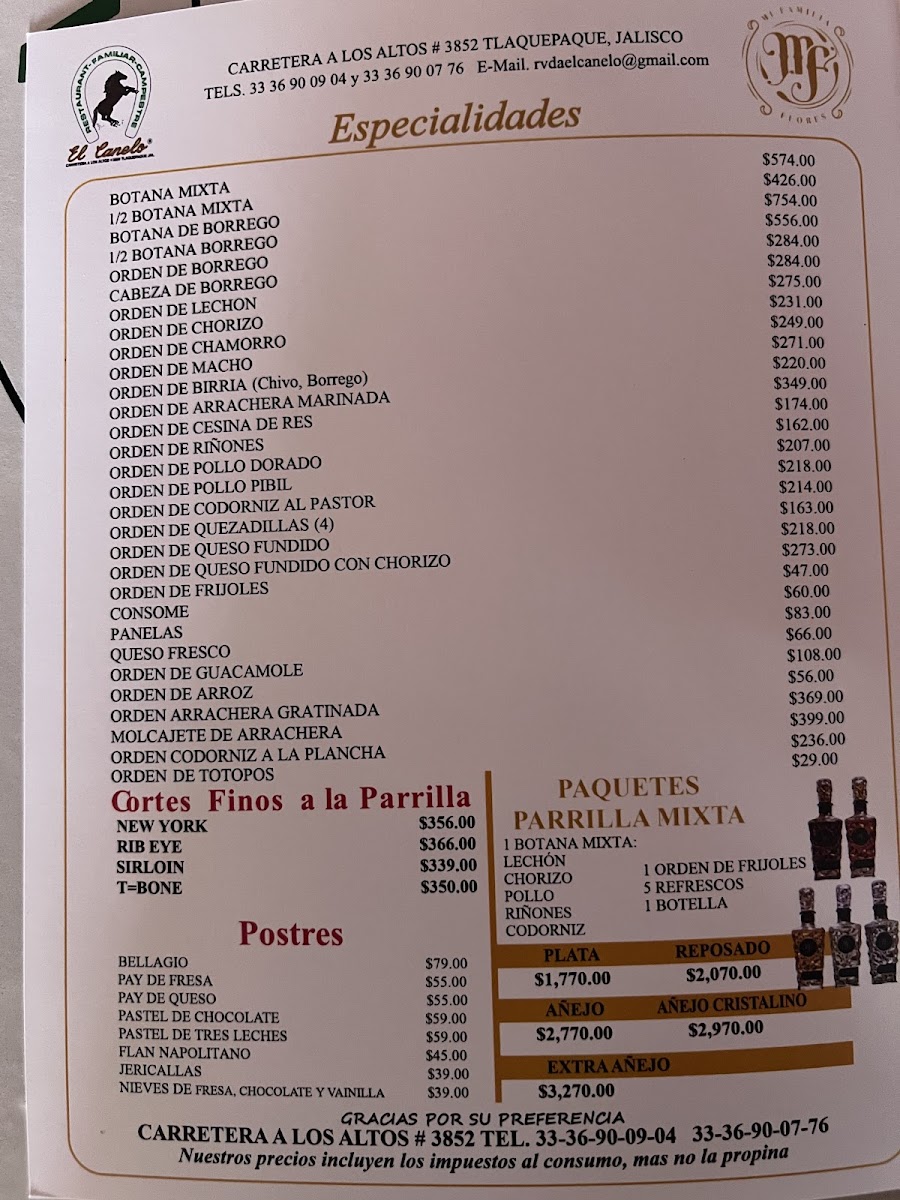 RESTAURANT-FAMILIAR-CAMPESTRE
El Canelo
MI FAMILIA
MF
FLORES
CARRETERA A LOS ALTOS # 3852 TLAQUEPAQUE, JALISCO
TELS. 33 36 90 09 04 y 33 36 90 07 76 E-Mail. rvdaelcanelo@gmail.com
Especialidades
BOTANA MIXTA $574.00
1/2 BOTANA MIXTA $426.00
BOTANA DE BORREGO $754.00
1/2 BOTANA BORREGO $556.00
ORDEN DE BORREGO $284.00
CABEZA DE BORREGO $284.00
ORDEN DE LECHON $275.00
ORDEN DE CHORIZO $231.00
ORDEN DE CHAMORRO $249.00
ORDEN DE MACHO $271.00
ORDEN DE BIRRIA (Chivo, Borrego) $220.00
ORDEN DE ARRACHERA MARINADA $349.00
ORDEN DE CESINA DE RES $174.00
ORDEN DE RIÑONES $162.00
ORDEN DE POLLO DORADO $207.00
ORDEN DE POLLO PIBIL $218.00
ORDEN DE CODORNIZ AL PASTOR $214.00
ORDEN DE QUEZADILLAS (4) $163.00
ORDEN DE QUESO FUNDIDO $218.00
ORDEN DE QUESO FUNDIDO CON CHORIZO $273.00
ORDEN DE FRIJOLES $47.00
CONSOME $60.00
PANELAS $83.00
QUESO FRESCO $66.00
ORDEN DE GUACAMOLE $108.00
ORDEN DE ARROZ $56.00
ORDEN ARRACHERA GRATINADA $369.00
MOLCAJETE DE ARRACHERA $399.00
ORDEN CODORNIZ A LA PLANCHA $236.00
ORDEN DE TOTOPOS $29.00
Cortes Finos a la Parrilla
NEW YORK $356.00
RIB EYE $366.00
SIRLOIN $339.00
T=BONE $350.00
Postres
BELLAGIO $79.00
PAY DE FRESA $55.00
PAY DE QUESO $55.00
PASTEL DE CHOCOLATE $59.00
PASTEL DE TRES LECHES $59.00
FLAN NAPOLITANO $45.00
JERICALLAS $39.00
NIEVES DE FRESA, CHOCOLATE Y VAINILLA $39.00
PAQUETES
PARRILLA MIXTA
1 BOTANA MIXTA:
LECHÓN
CHORIZO
POLLO
RIÑONES
CODORNIZ
1 ORDEN DE FRIJOLES
5 REFRESCOS
1 BOTELLA
PLATA REPOSADO
$1,770.00 $2,070.00
AÑEJO AÑEJO CRISTALINO
$2,770.00 $2,970.00
EXTRA AÑEJO
$3,270.00
GRACIAS POR SU PREFERENCIA
CARRETERA A LOS ALTOS # 3852 TEL. 33-36-90-09-04 33-36-90-07-76
Nuestros precios incluyen los impuestos al consumo, mas no la propina